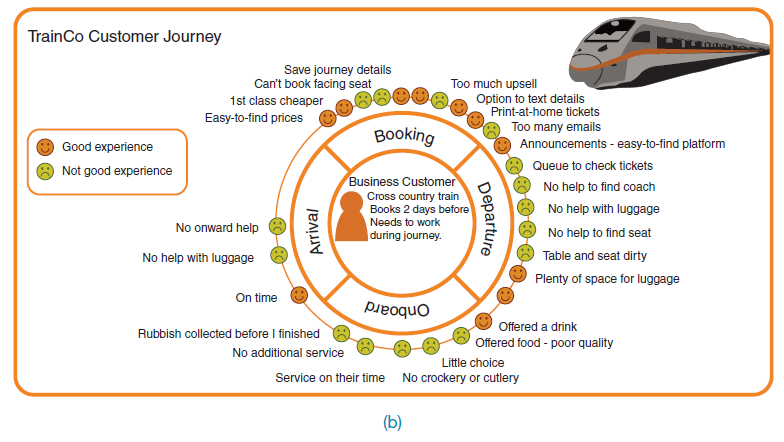 TrainCo Customer Journey
Save journey details
Can't book facing seat
Too much upsell
1st class cheaper
Option to text details
Easy-to-find prices
Print-at-home tickets
Too many emails
Booking
Announcements - easy-to-find platform
Good experience
Not good experience
Queue to check tickets
Business Customer
Cross country train
Books 2 days before
Needs to work
during journey.
No help to find coach
No help with luggage
Departure
Arrival
No onward help
No help to find seat
No help with luggage
Table and seat dirty
Plenty of space for luggage
On time
Onboard
Offered a drink
Rubbish collected before I finished
Offered food - poor quality
No additional service
Little choice
Service on their time
No crockery or cutlery
(b)